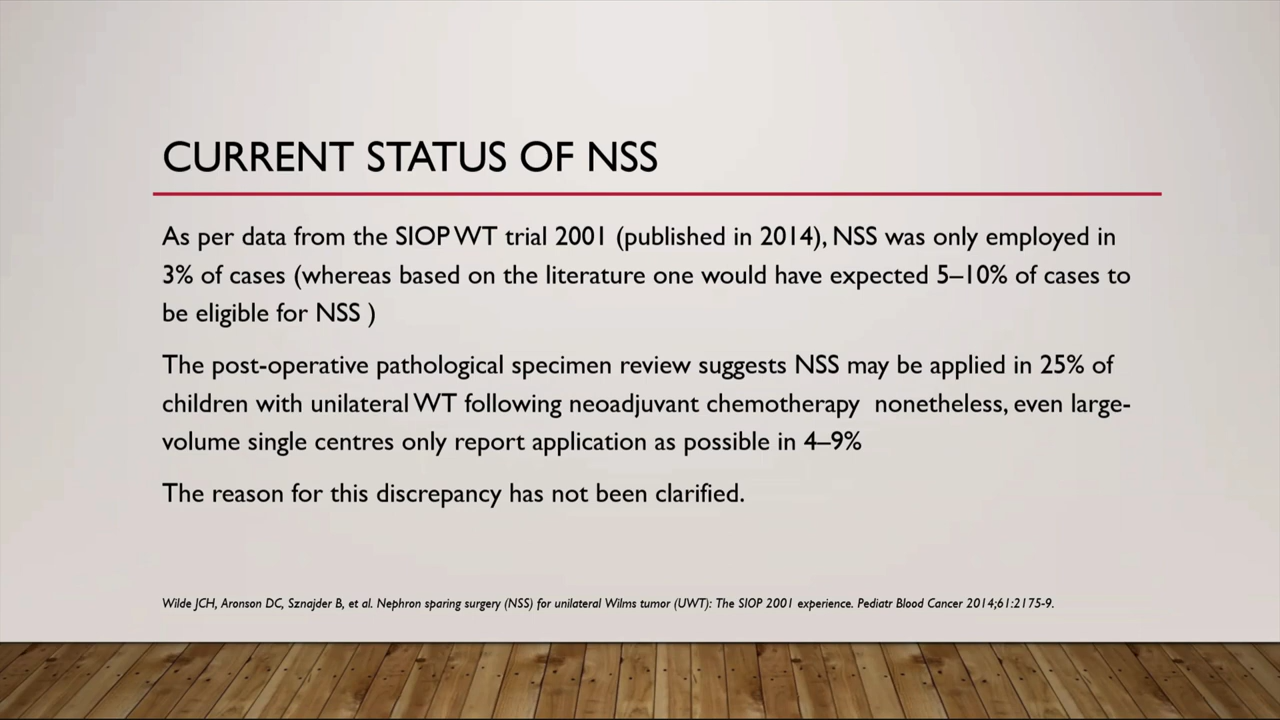 CURRENT STATUS OF NSS
As per data from the SIOP WT trial 2001 (published in 2014), NSS was only employed in
3% of cases (whereas based on the literature one would have expected 5–10% of cases to
be eligible for NSS )
The post-operative pathological specimen review suggests NSS may be applied in 25% of
children with unilateral WT following neoadjuvant chemotherapy  nonetheless, even large-
volume single centres only report application as possible in 4–9%
The reason for this discrepancy has not been clarified.
Wilde JCH, Aronson DC, Sznajder B, et al. Nephron sparing surgery (NSS) for unilateral Wilms tumor (UWT): The SIOP 2001 experience. Pediatr Blood Cancer 2014;61:2175-9.